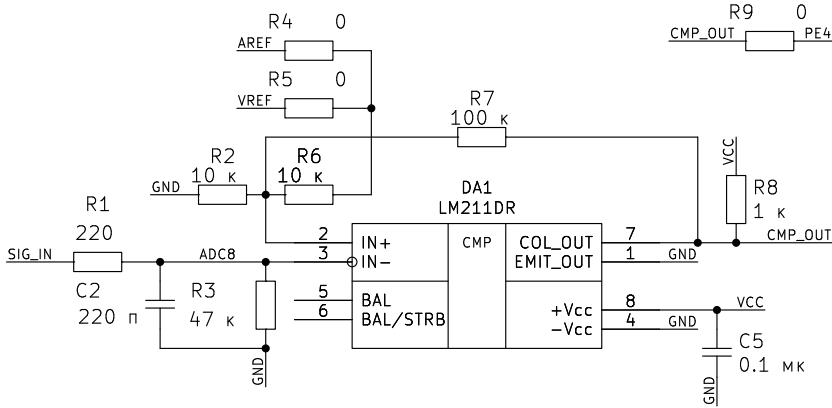 R4 0
AREF
R5 0
VREF
R9 0
CMP_OUT PE4
R7
100 к
R2
10 к
R6
10 к
GND
DA1
LM211DR
VCC
R8
1 к
CMP_OUT
R1
220
SIG_IN
ADC8
2 IN+
3 IN-
CMP
COL_OUT 7
EMIT_OUT 1 GND
C2
220 п
R3
47 к
5 BAL
6 BAL/STRB
+Vcc 8 VCC
-Vcc 4 GND
C5
0.1 мк
GND
GND